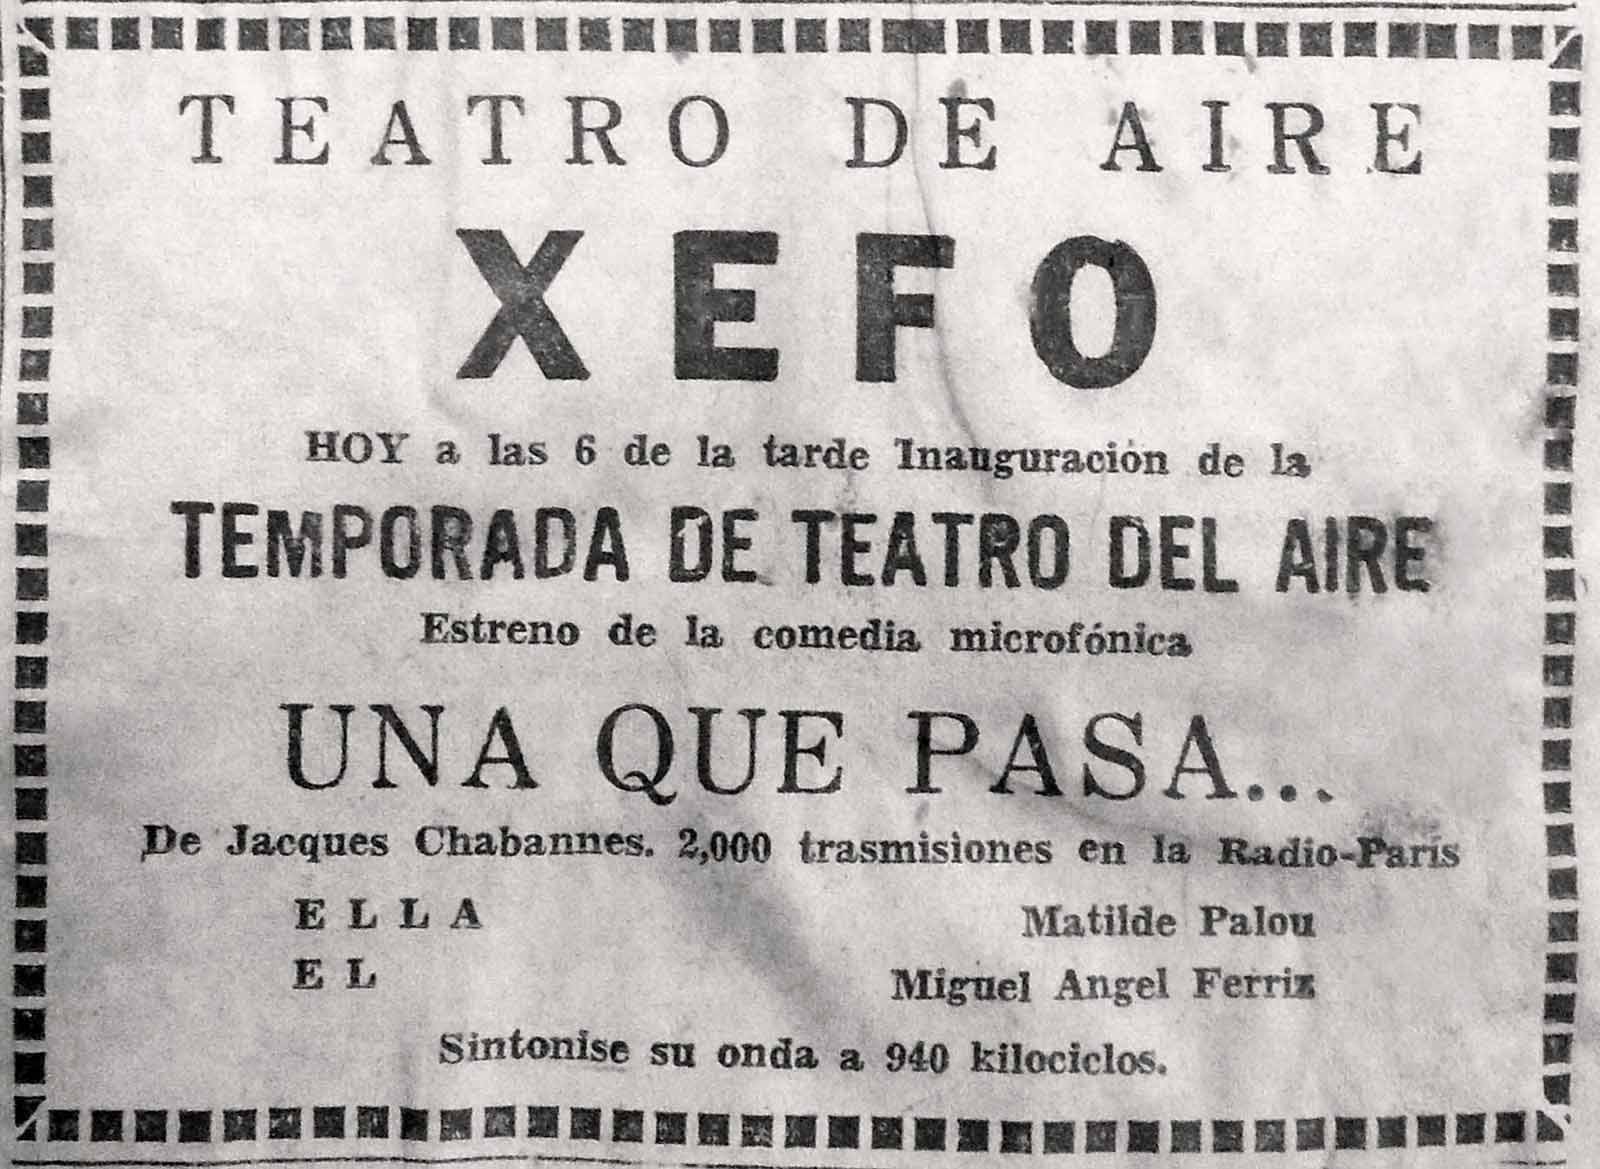 TEATRO DE AIRE
XEFO
HOY a las 6 de la tarde Inauguración de la
TEMPORADA DE TEATRO DEL AIRE
Estreno de la comedia microfónica
UNA QUE PASA...
De Jacques Chabannes. 2,000 trasmisiones en la Radio-París
ELLA Matilde Palou
EL Miguel Angel Ferriz
Sintonise su onda a 940 kilociclos.